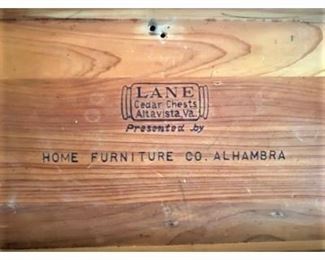 LANE
Cedar Chests
Altavista, Va.
Presented by
HOME FURNITURE CO. ALHAMBRA